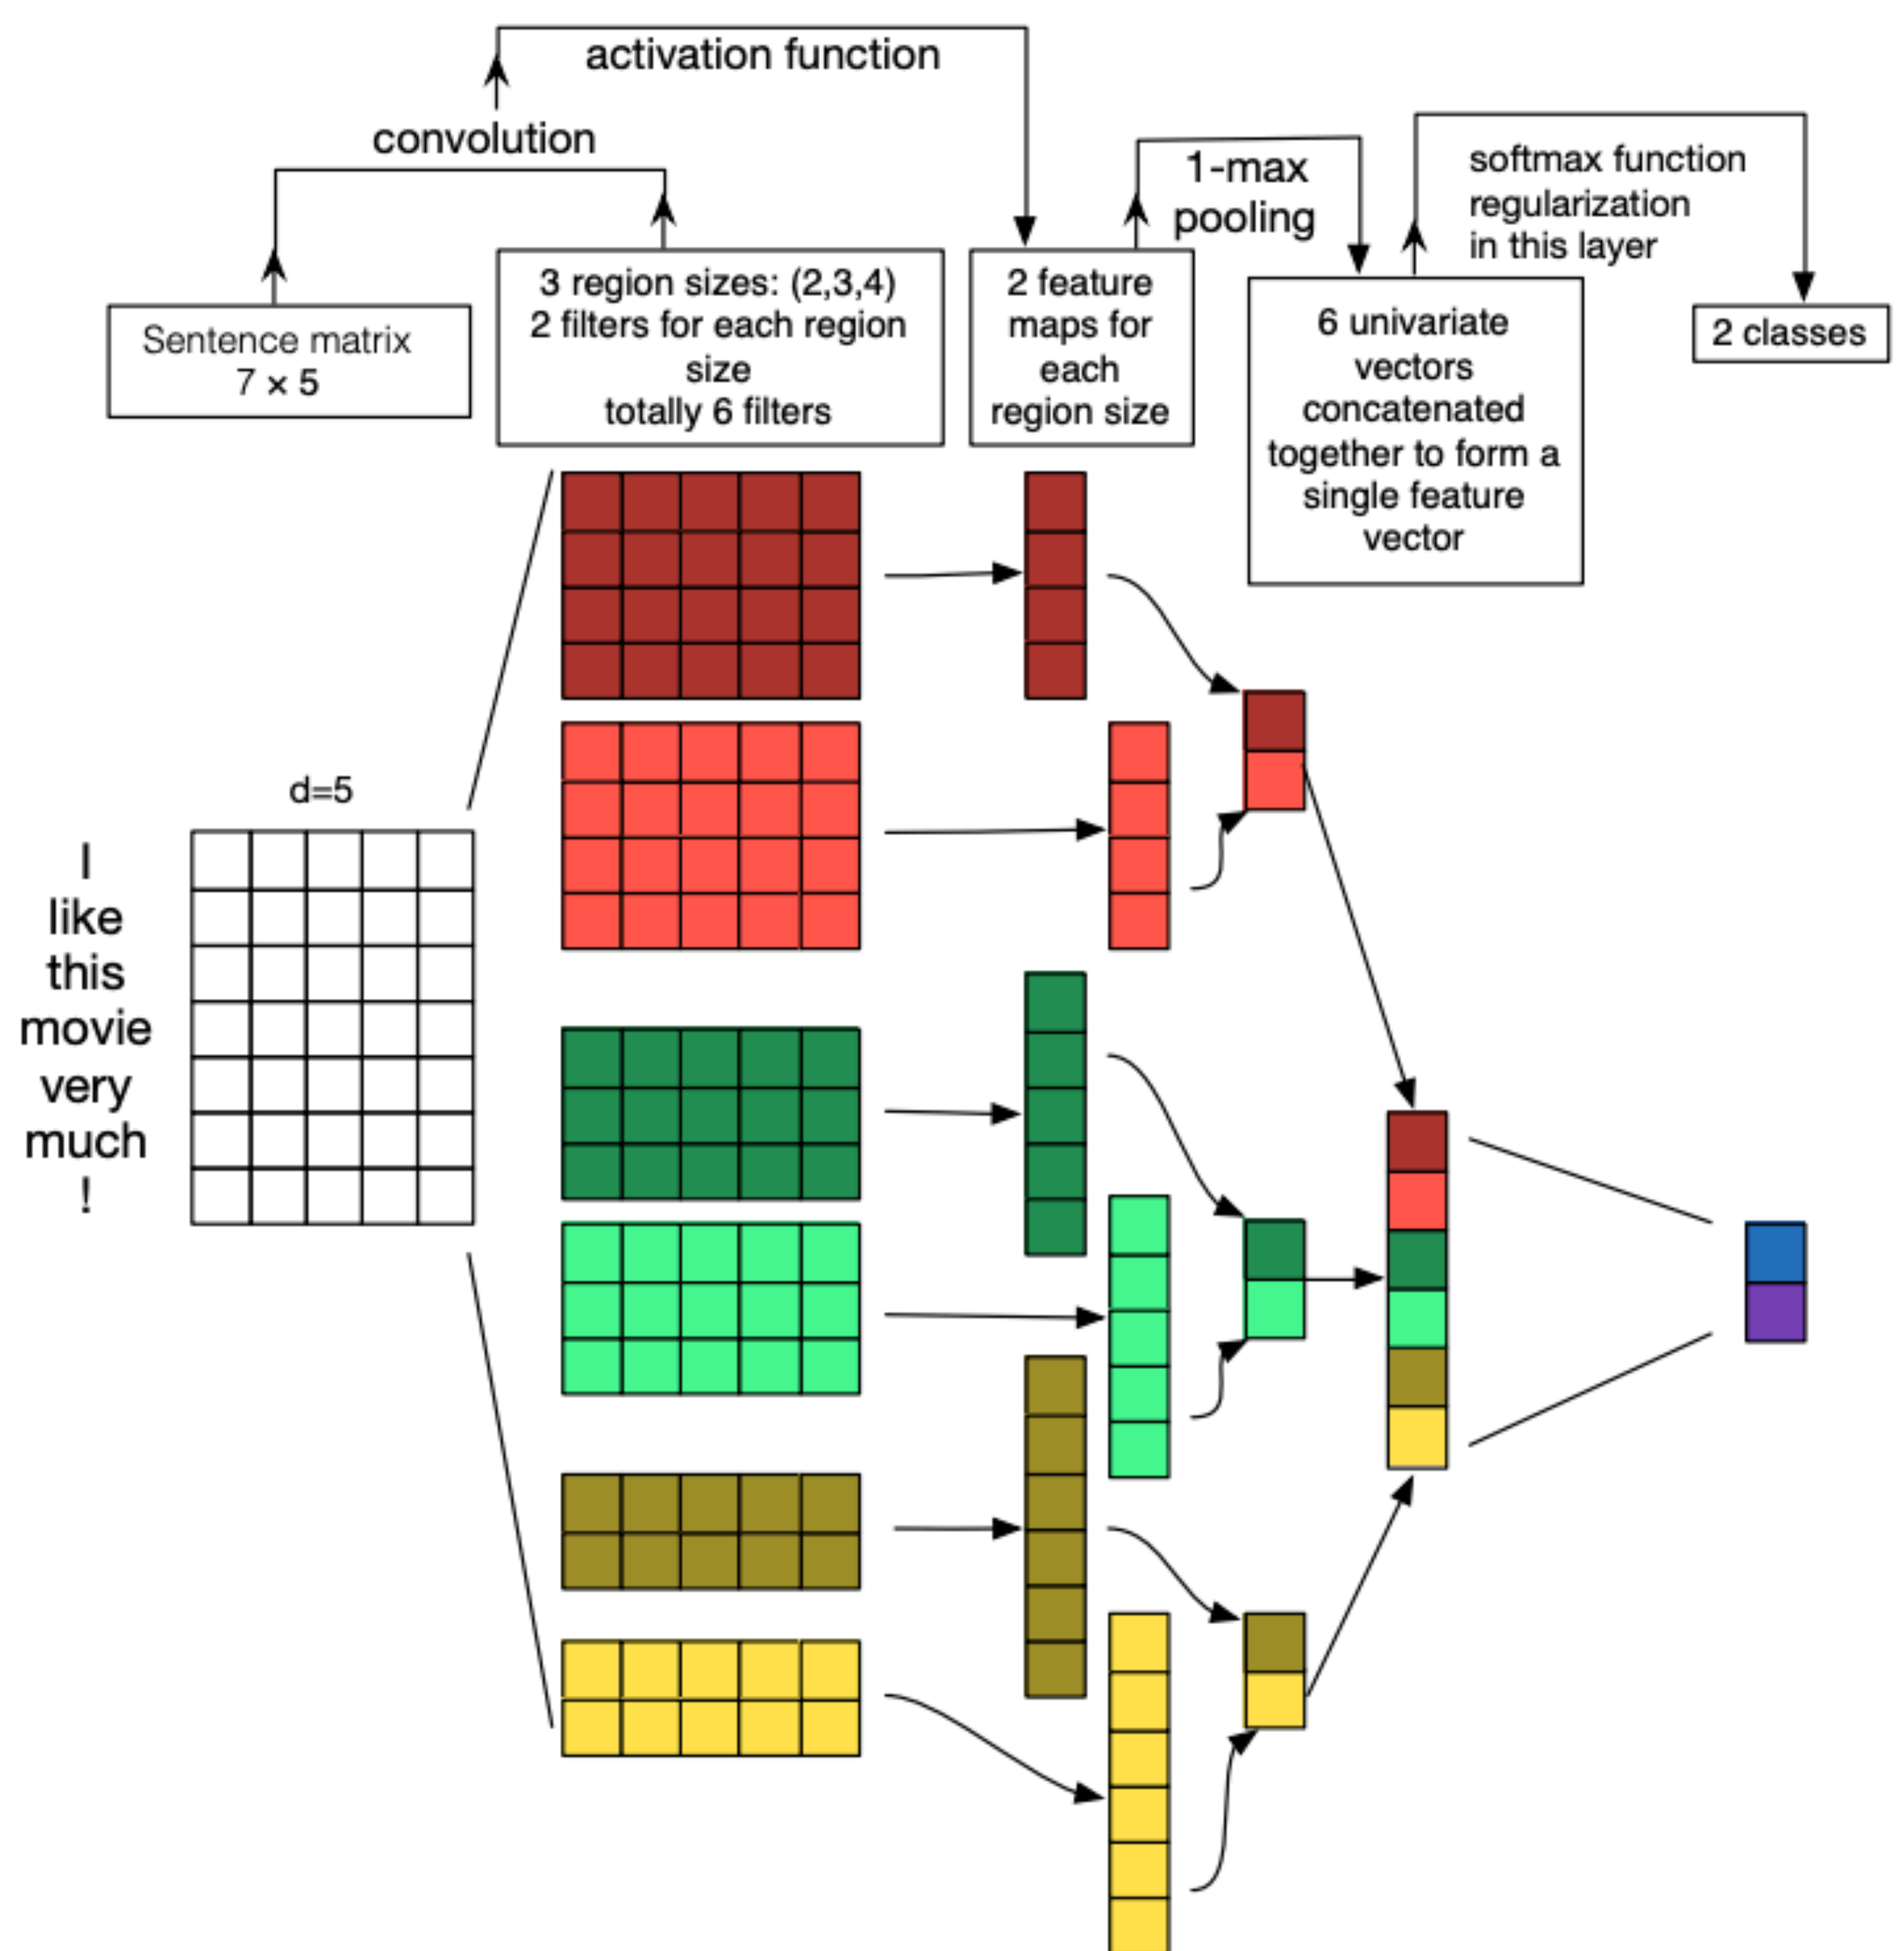 activation function
convolution
1-max
pooling
softmax function
regularization
in this layer
Sentence matrix
7 × 5
3 region sizes: (2,3,4)
2 filters for each region
size
totally 6 filters
2 feature
maps for
each
region size
6 univariate
vectors
concatenated
together to form a
single feature
vector
2 classes
d=5
I
like
this
movie
very
much
!